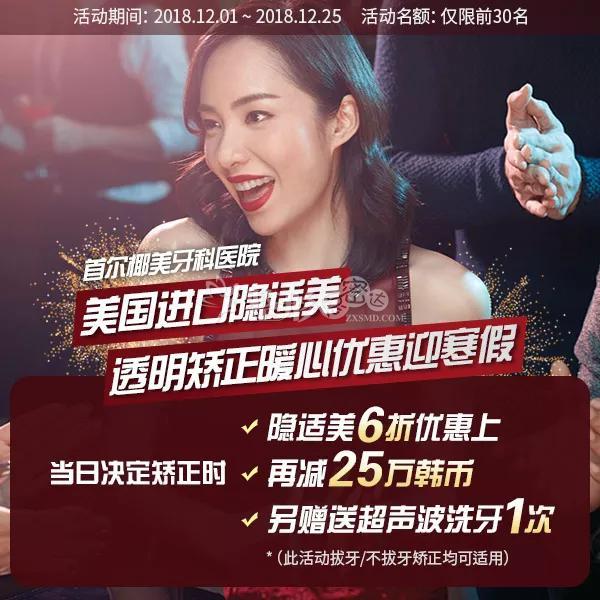 活动期间: 2018.12.01 ~ 2018.12.25 活动名额: 仅限前30名
首尔椰美牙科医院
美国进口隐适美
ZXSMD.COM
透明矫正暖心优惠迎寒假
隐适美6折优惠上
当日决定矫正时 再减25万韩币
另赠送超声波洗牙1次
*(此活动拔牙/不拔牙矫正均可适用)